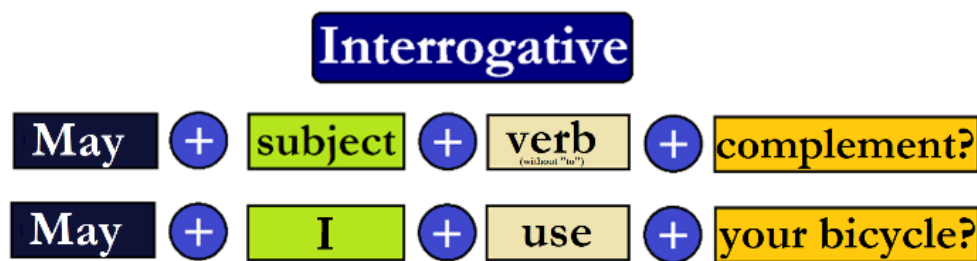 Interrogative
May + subject + verb + complement?
(without "to")
May + I + use + your bicycle?